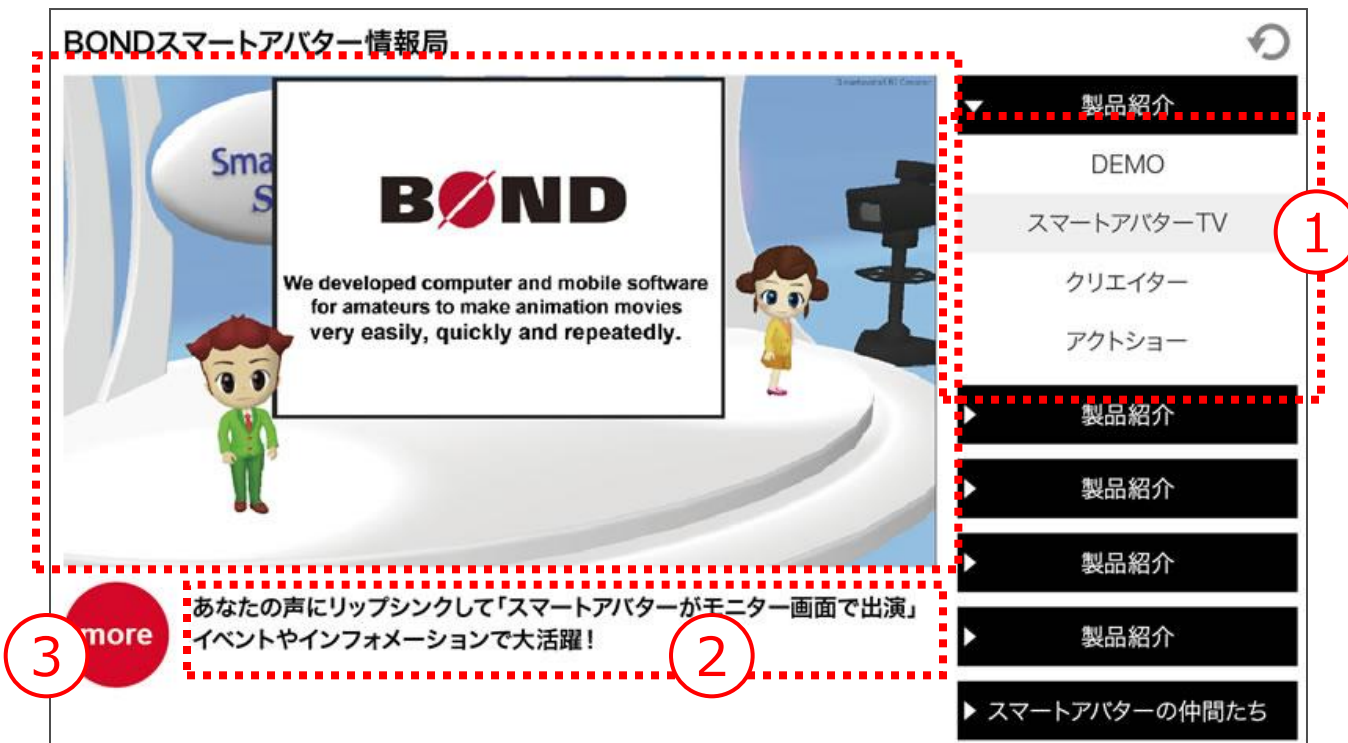 BONDスマートアバター情報局
Sma
S
BOND
We developed computer and mobile software
for amateurs to make animation movies
very easily, quickly and repeatedly.
製品紹介
DEMO
スマートアバターTV
クリエイター
アクトショー
1
製品紹介
製品紹介
製品紹介
製品紹介
スマートアバターの仲間たち
more
3
あなたの声にリップシンクして「スマートアバターがモニター画面で出演」
イベントやインフォメーションで大活躍!
2